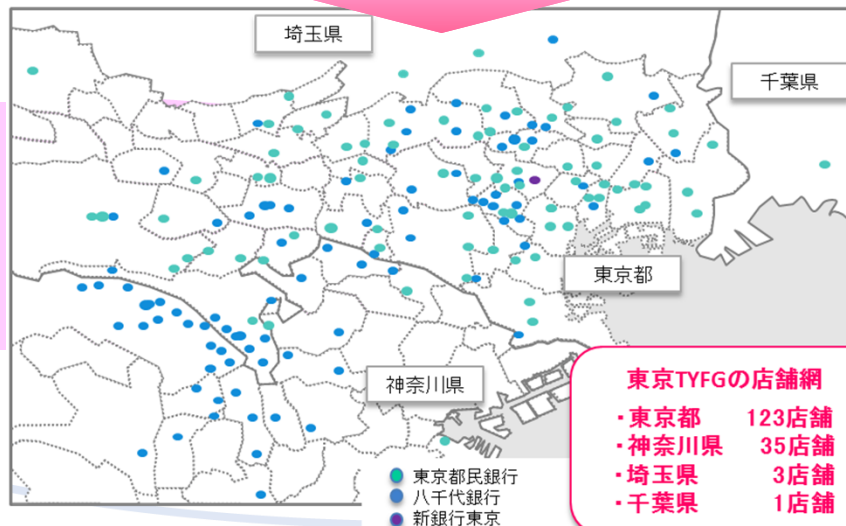 埼玉県
千葉県
東京都
神奈川県
東京TYFGの店舗網
・東京都 123店舗
・神奈川県 35店舗
・埼玉県 3店舗
・千葉県 1店舗
東京都民銀行
八千代銀行
新銀行東京